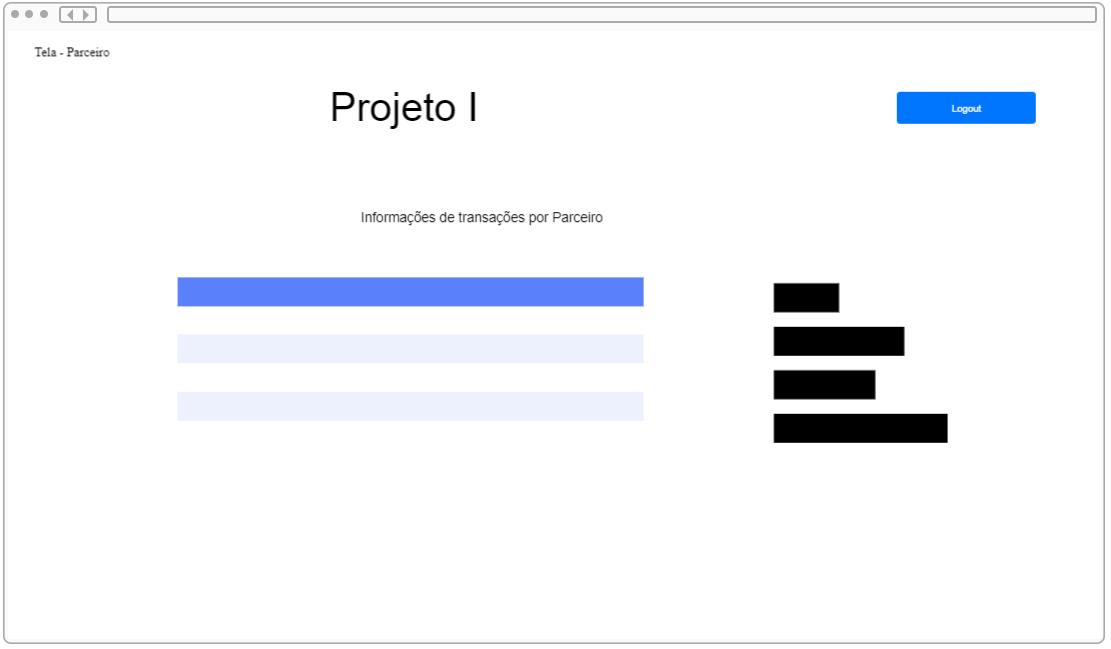 Tela - Parceiro
Projeto I
Logout
Informações de transações por Parceiro